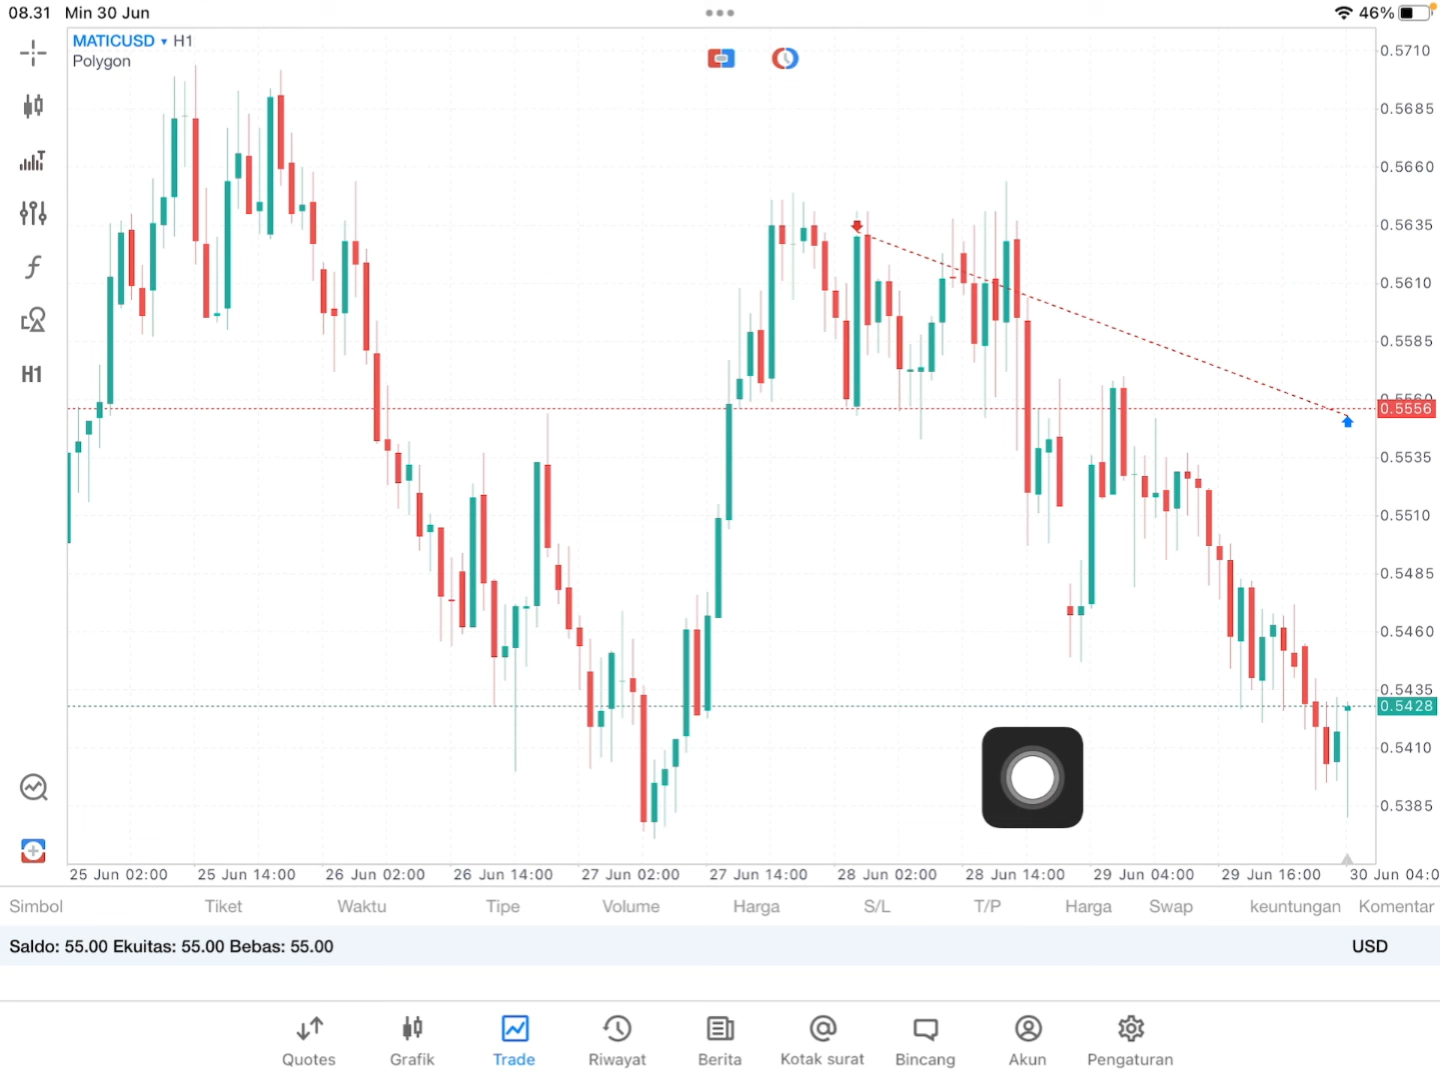 08.31 Min 30 Jun
46%
MATICUSD ▾ H1
Polygon
0.5710
0.5685
0.5660
0.5635
0.5610
0.5585
0.5560
0.5556
0.5535
0.5510
0.5485
0.5460
0.5435
0.5428
0.5410
0.5385
H1
25 Jun 02:00 25 Jun 14:00 26 Jun 02:00 26 Jun 14:00 27 Jun 02:00 27 Jun 14:00 28 Jun 02:00 28 Jun 14:00 29 Jun 04:00 29 Jun 16:00 30 Jun 04:0
Simbol Tiket Waktu Tipe Volume Harga S/L T/P Harga Swap keuntungan Komentar
Saldo: 55.00 Ekuitas: 55.00 Bebas: 55.00 USD
Quotes Grafik Trade Riwayat Berita Kotak surat Bincang Akun Pengaturan